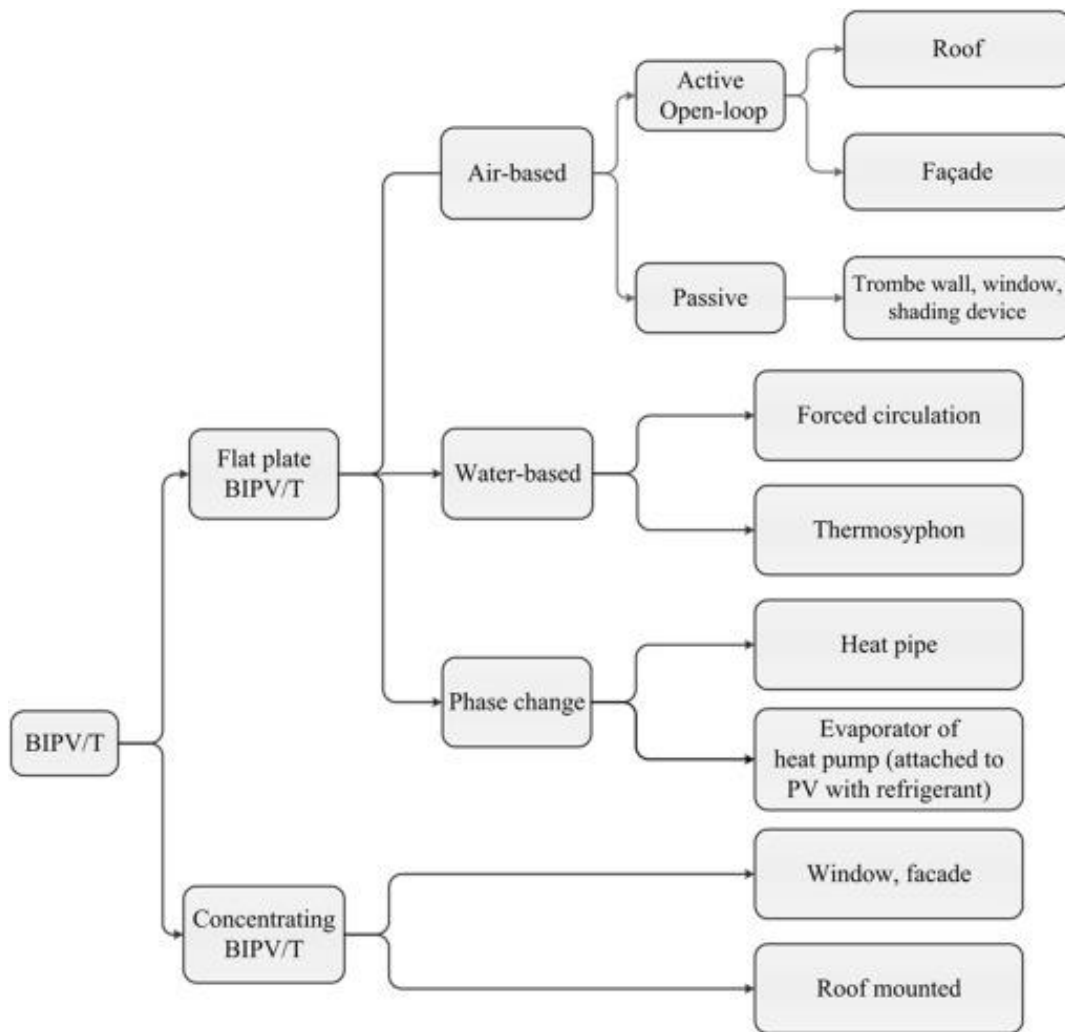 Roof
Active
Open-loop
Air-based
Façade
Passive
Trombe wall, window,
shading device
Forced circulation
Flat plate
BIPV/T
Water-based
Thermosyphon
Heat pipe
Phase change
BIPV/T
Evaporator of
heat pump (attached to
PV with refrigerant)
Window, facade
Concentrating
BIPV/T
Roof mounted